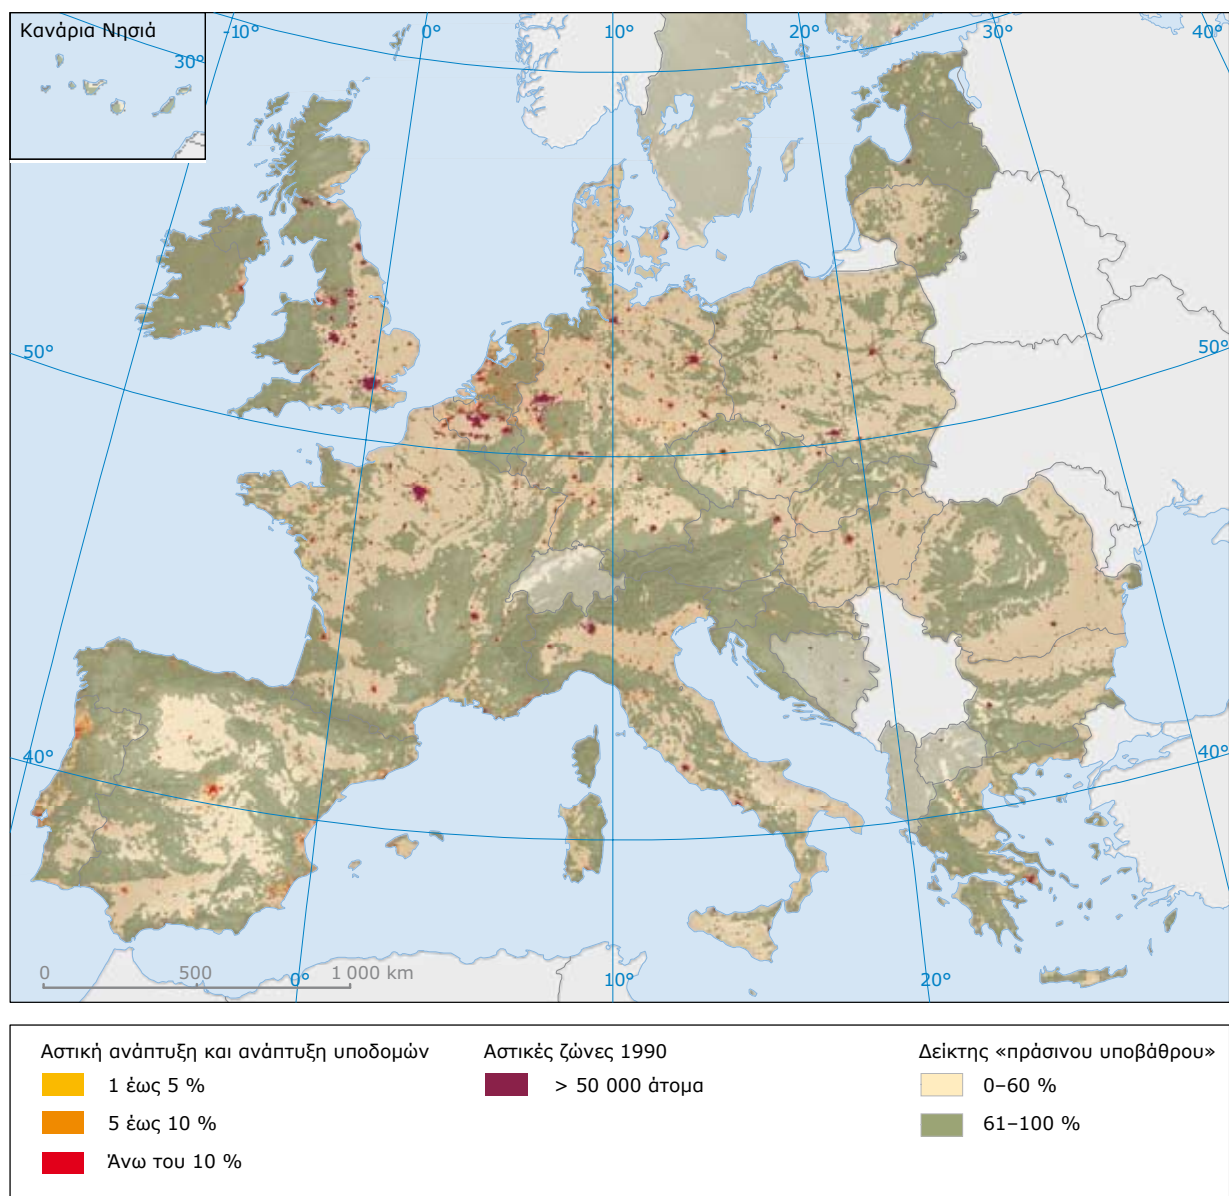 Κανάρια Νησιά
-10°
0°
10°
20°
30°
40°
30°
50°
50°
40°
40°
0 500 1 000 km
0°
10°
20°
Αστική ανάπτυξη και ανάπτυξη υποδομών
1 έως 5 %
5 έως 10 %
Άνω του 10 %
Αστικές ζώνες 1990
> 50 000 άτομα
Δείκτης «πράσινου υποβάθρου»
0–60 %
61–100 %